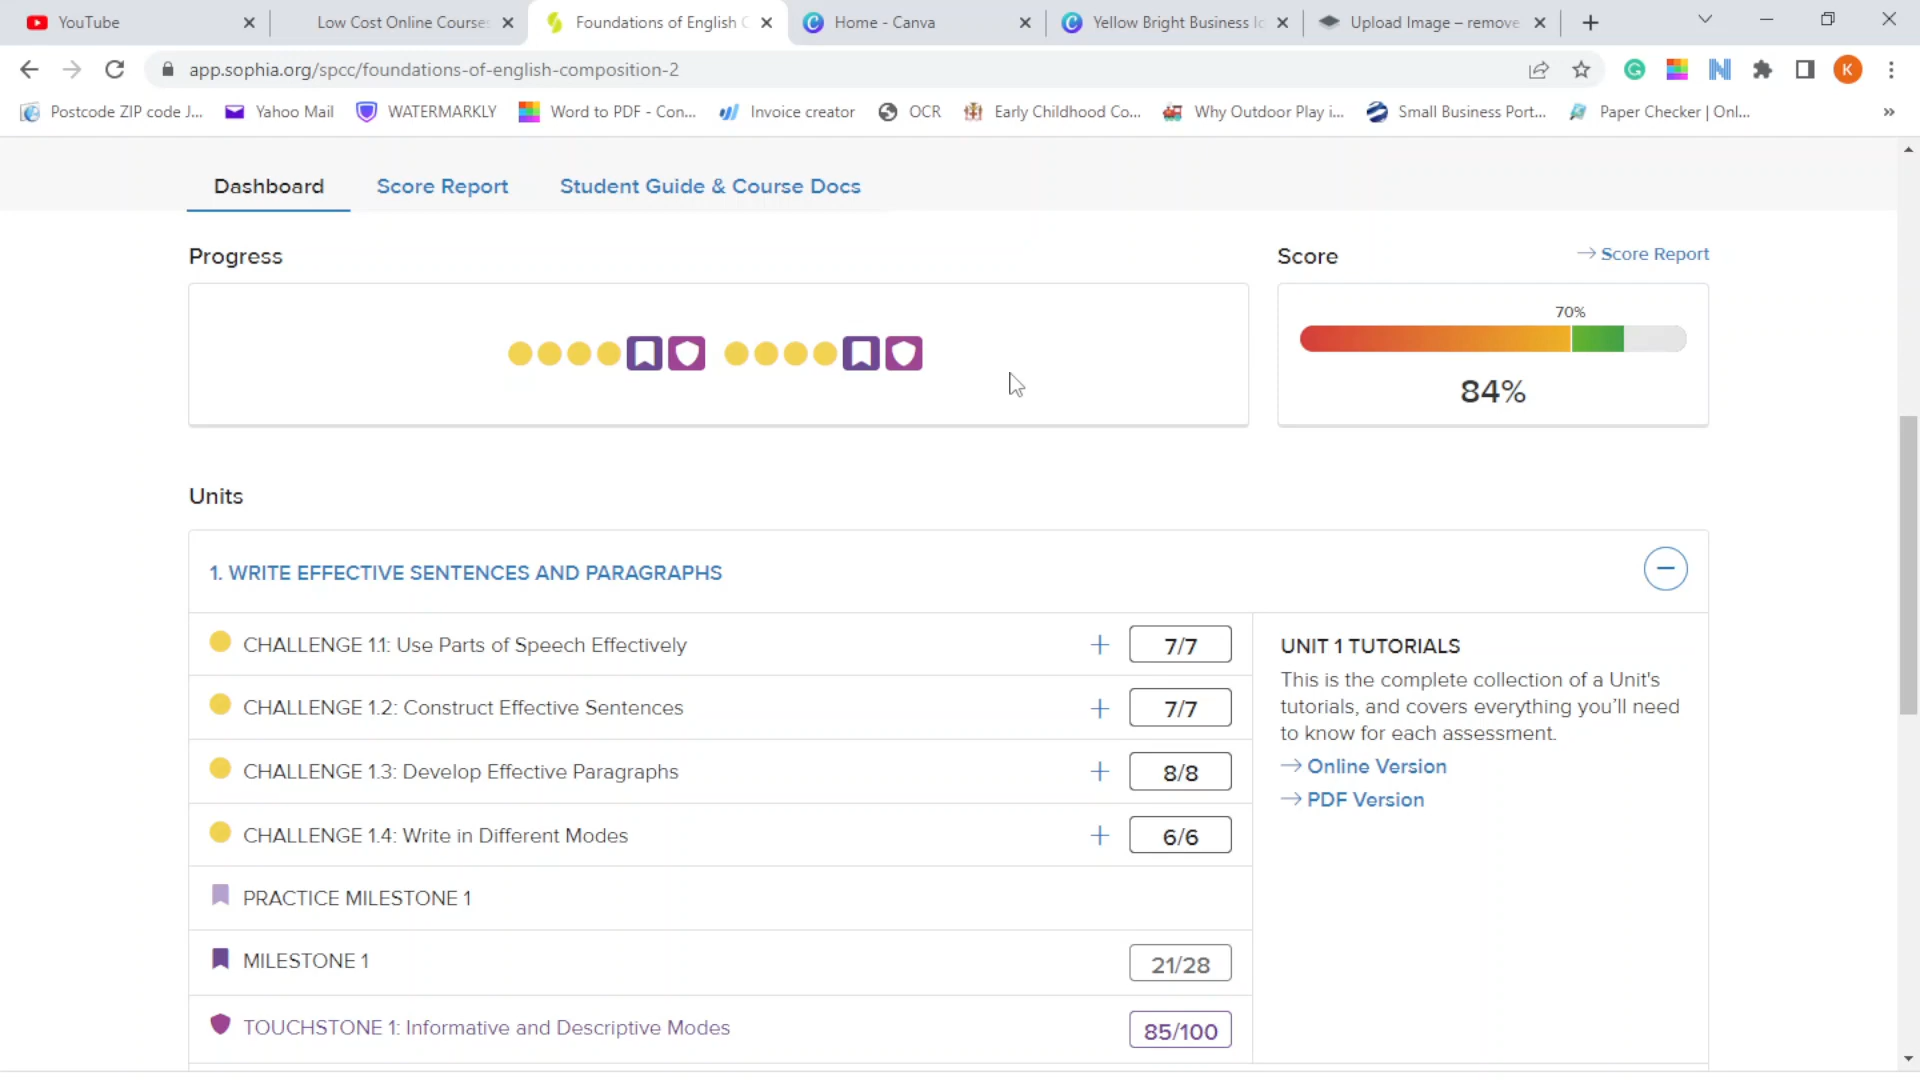 YouTube
Low Cost Online Course
Foundations of English C
Home - Canva
Yellow Bright Business Ic
Upload Image – remove
app.sophia.org/spcc/foundations-of-english-composition-2
K
Postcode ZIP code J...
Yahoo Mail
WATERMARKLY
Word to PDF - Con...
Invoice creator
OCR
Early Childhood Co...
Why Outdoor Play i...
Small Business Port...
Paper Checker | Onl...
»
Dashboard
Score Report
Student Guide & Course Docs
Progress
Score
→ Score Report
70%
84%
Units
1. WRITE EFFECTIVE SENTENCES AND PARAGRAPHS
CHALLENGE 1.1: Use Parts of Speech Effectively
+ 7/7
CHALLENGE 1.2: Construct Effective Sentences
+ 7/7
CHALLENGE 1.3: Develop Effective Paragraphs
+ 8/8
CHALLENGE 1.4: Write in Different Modes
+ 6/6
PRACTICE MILESTONE 1
MILESTONE 1
21/28
TOUCHSTONE 1: Informative and Descriptive Modes
85/100
UNIT 1 TUTORIALS
This is the complete collection of a Unit's
tutorials, and covers everything you'll need
to know for each assessment.
→ Online Version
→ PDF Version